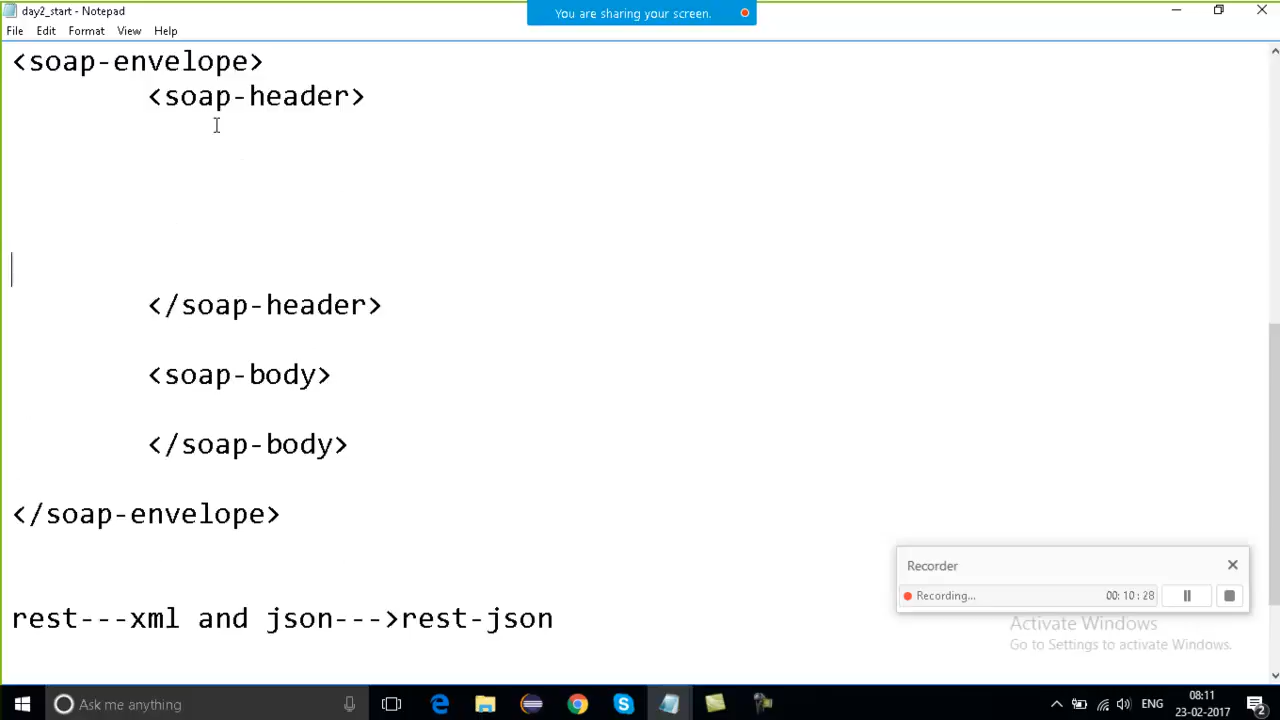 day2_start - Notepad
You are sharing your screen.
File Edit Format View Help
<soap-envelope>
<soap-header>
</soap-header>
<soap-body>
</soap-body>
</soap-envelope>
Recorder
Recording... 00:10:28
rest---xml and json--->rest-json
Activate Windows
Go to Settings to activate Windows.
Ask me anything
ENG
08:11
23-02-2017
2